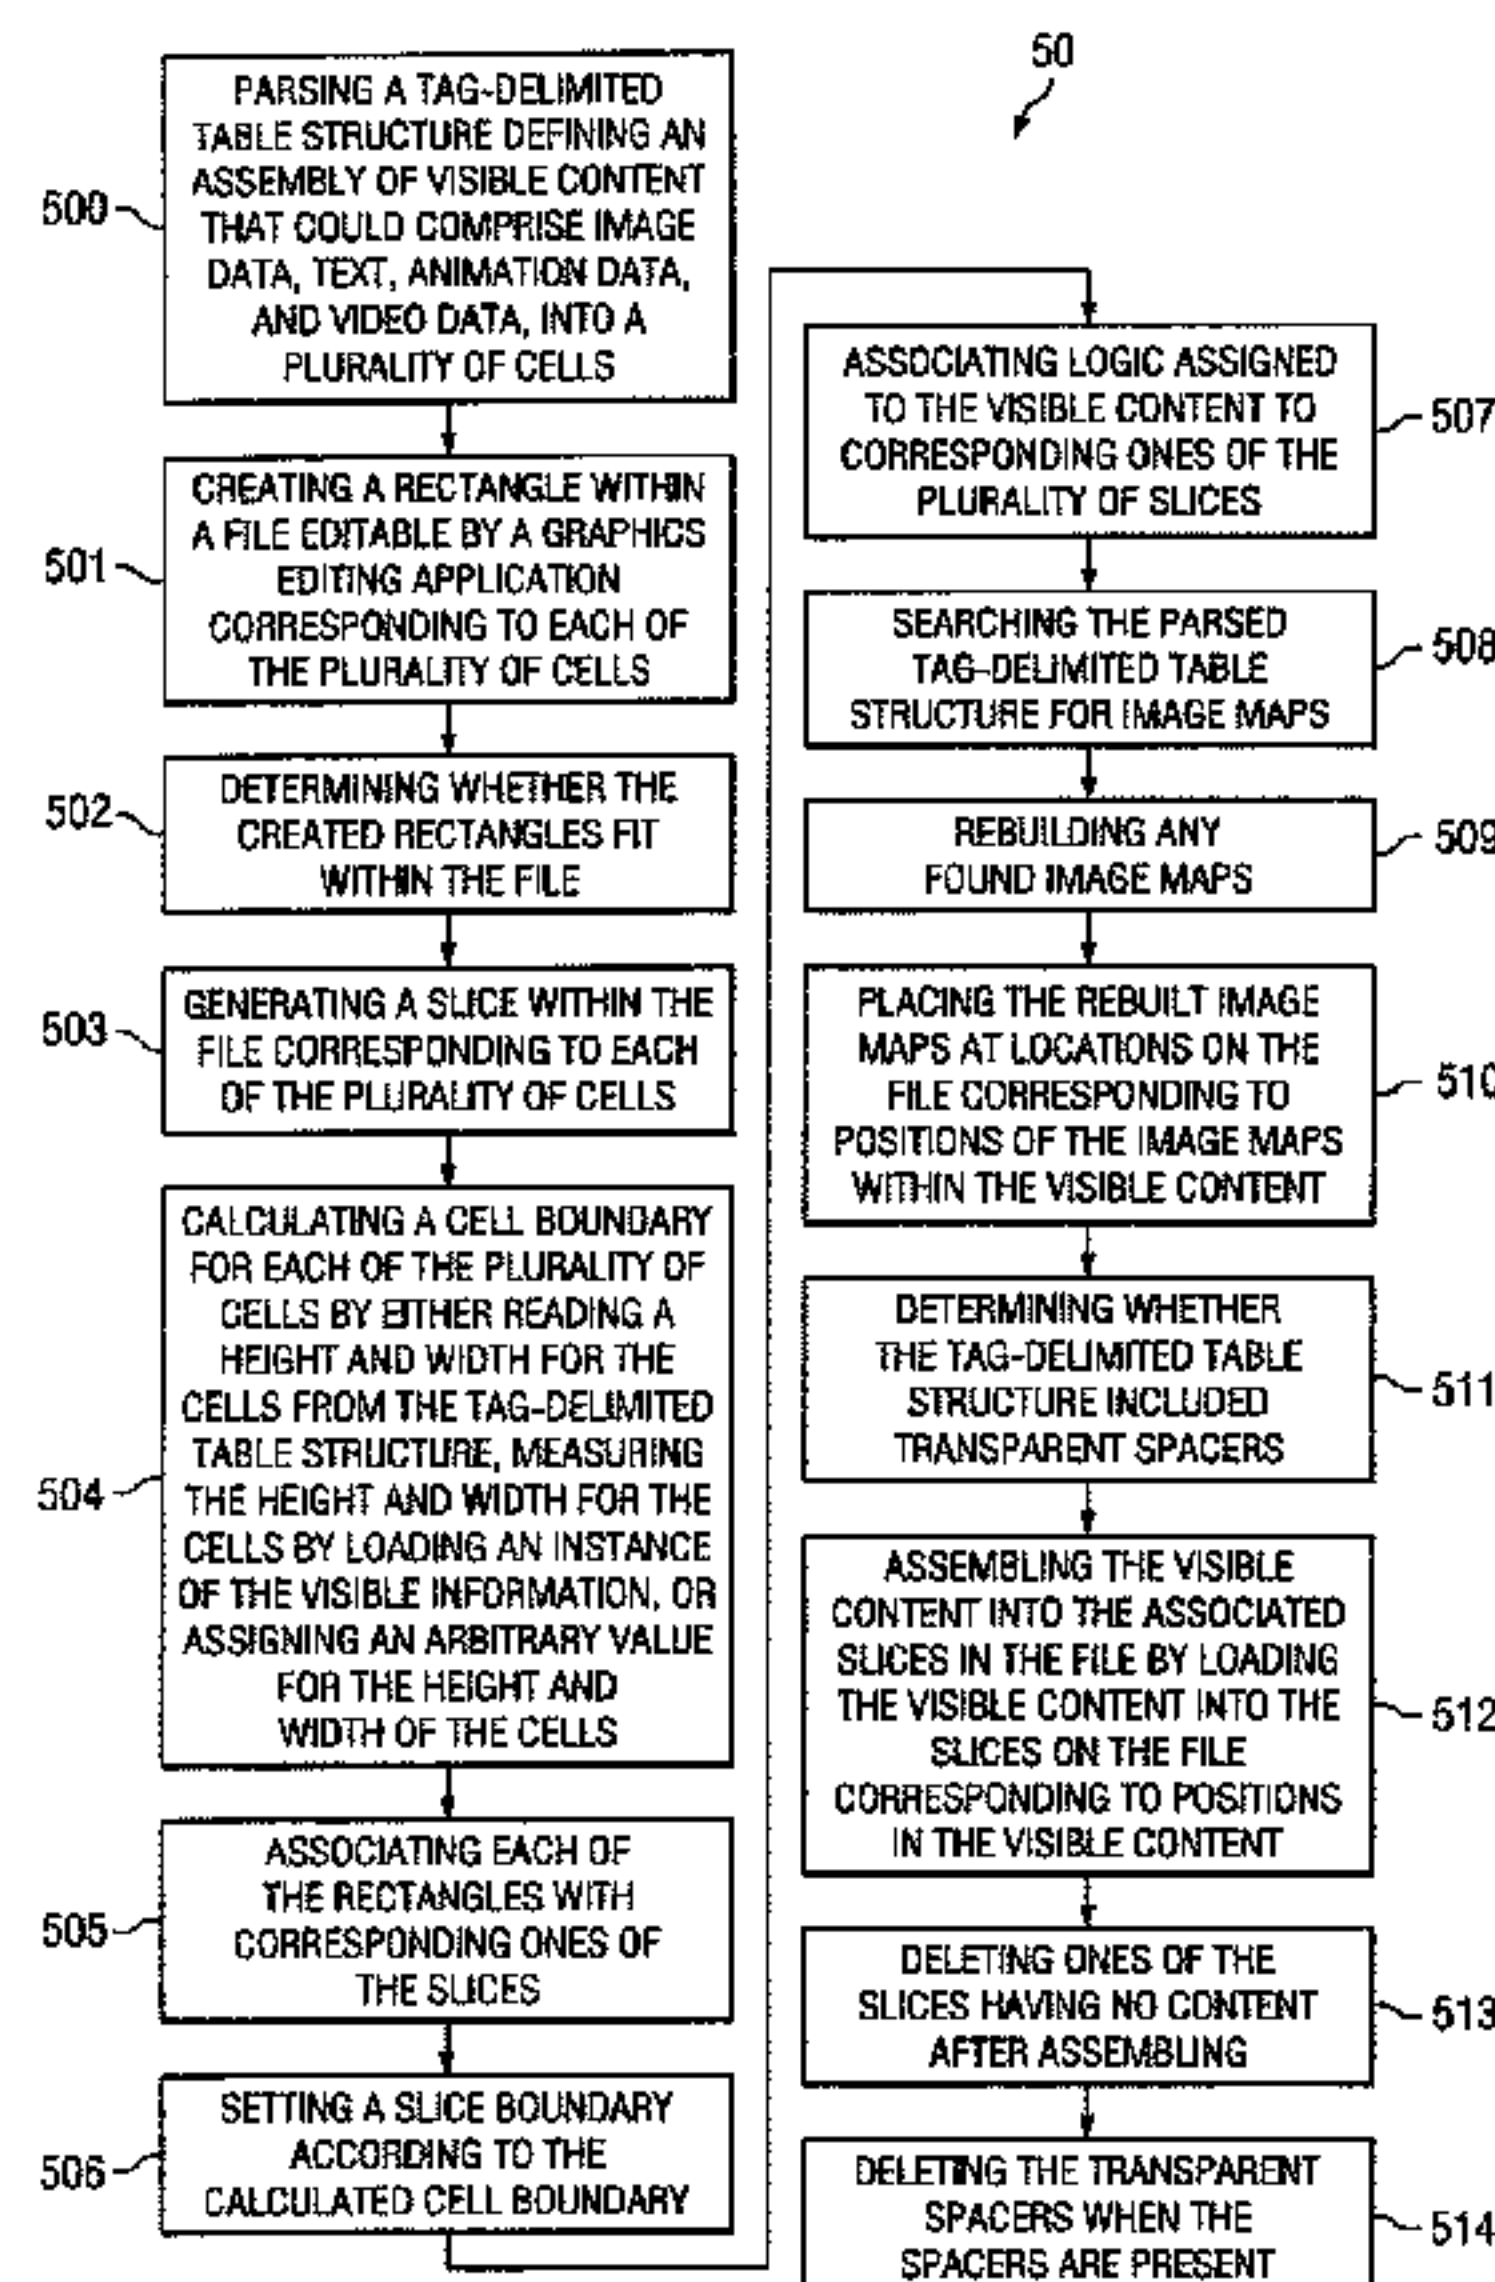 50
500
PARSING A TAG-DELIMITED
TABLE STRUCTURE DEFINING AN
ASSEMBLY OF VISIBLE CONTENT
THAT COULD COMPRISE IMAGE
DATA, TEXT, ANIMATION DATA,
AND VIDEO DATA, INTO A
PLURALITY OF CELLS
501
CREATING A RECTANGLE WITHIN
A FILE EDITABLE BY A GRAPHICS
EDITING APPLICATION
CORRESPONDING TO EACH OF
THE PLURALITY OF CELLS
502
DETERMINING WHETHER THE
CREATED RECTANGLES FIT
WITHIN THE FILE
503
GENERATING A SLICE WITHIN THE
FILE CORRESPONDING TO EACH
OF THE PLURALITY OF CELLS
504
CALCULATING A CELL BOUNDARY
FOR EACH OF THE PLURALITY OF
CELLS BY EITHER READING A
HEIGHT AND WIDTH FOR THE
CELLS FROM THE TAG-DELIMITED
TABLE STRUCTURE, MEASURING
THE HEIGHT AND WIDTH FOR THE
CELLS BY LOADING AN INSTANCE
OF THE VISIBLE INFORMATION, OR
ASSIGNING AN ARBITRARY VALUE
FOR THE HEIGHT AND
WIDTH OF THE CELLS
505
ASSOCIATING EACH OF
THE RECTANGLES WITH
CORRESPONDING ONES OF
THE SLICES
506
SETTING A SLICE BOUNDARY
ACCORDING TO THE
CALCULATED CELL BOUNDARY
ASSOCIATING LOGIC ASSIGNED
TO THE VISIBLE CONTENT TO
CORRESPONDING ONES OF THE
PLURALITY OF SLICES
507
SEARCHING THE PARSED
TAG-DELIMITED TABLE
STRUCTURE FOR IMAGE MAPS
508
REBUILDING ANY
FOUND IMAGE MAPS
509
PLACING THE REBUILT IMAGE
MAPS AT LOCATIONS ON THE
FILE CORRESPONDING TO
POSITIONS OF THE IMAGE MAPS
WITHIN THE VISIBLE CONTENT
510
DETERMINING WHETHER
THE TAG-DELIMITED TABLE
STRUCTURE INCLUDED
TRANSPARENT SPACERS
511
ASSEMBLING THE VISIBLE
CONTENT INTO THE ASSOCIATED
SLICES IN THE FILE BY LOADING
THE VISIBLE CONTENT INTO THE
SLICES ON THE FILE
CORRESPONDING TO POSITIONS
IN THE VISIBLE CONTENT
512
DELETING ONES OF THE
SLICES HAVING NO CONTENT
AFTER ASSEMBLING
513
DELETING THE TRANSPARENT
SPACERS WHEN THE
SPACERS ARE PRESENT
514